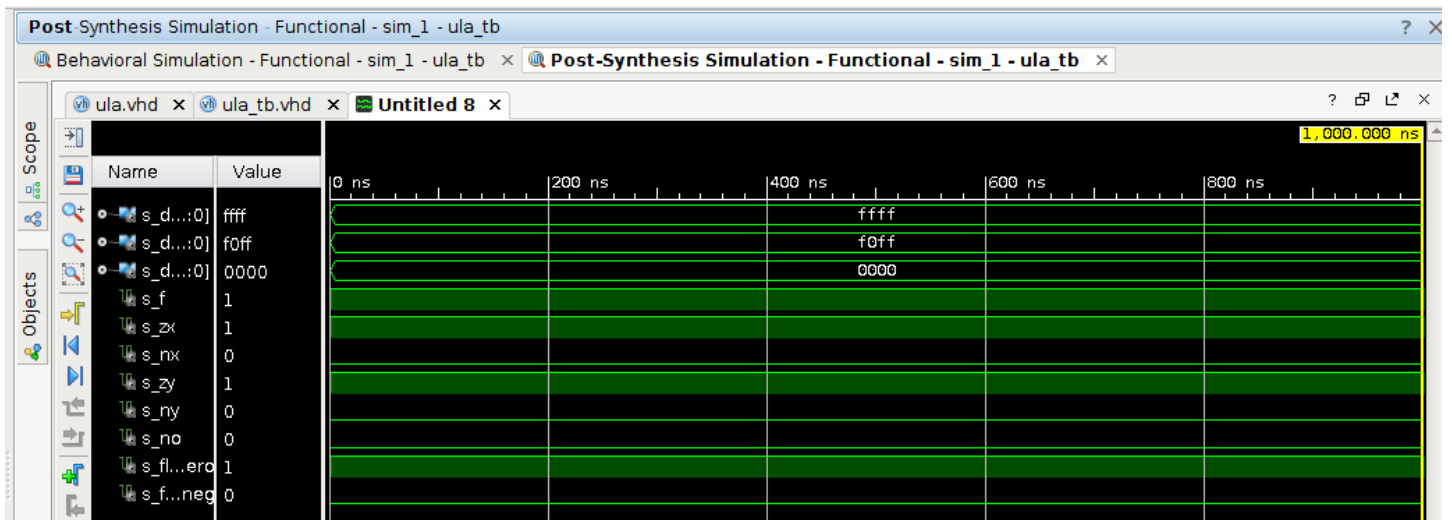 Post-Synthesis Simulation - Functional - sim_1 - ula_tb ? ×
Behavioral Simulation - Functional - sim_1 - ula_tb × Post-Synthesis Simulation - Functional - sim_1 - ula_tb ×
ula.vhd × ula_tb.vhd × Untitled 8 × ? ×
Scope
Objects
1,000.000 ns
Name Value
0 ns 200 ns 400 ns 600 ns 800 ns
s_d...:0] ffff ffff
s_d...:0] f0ff f0ff
s_d...:0] 0000 0000
s_f 1
s_zx 1
s_nx 0
s_zy 1
s_ny 0
s_no 0
s_fl...ero 1
s_f...neg 0